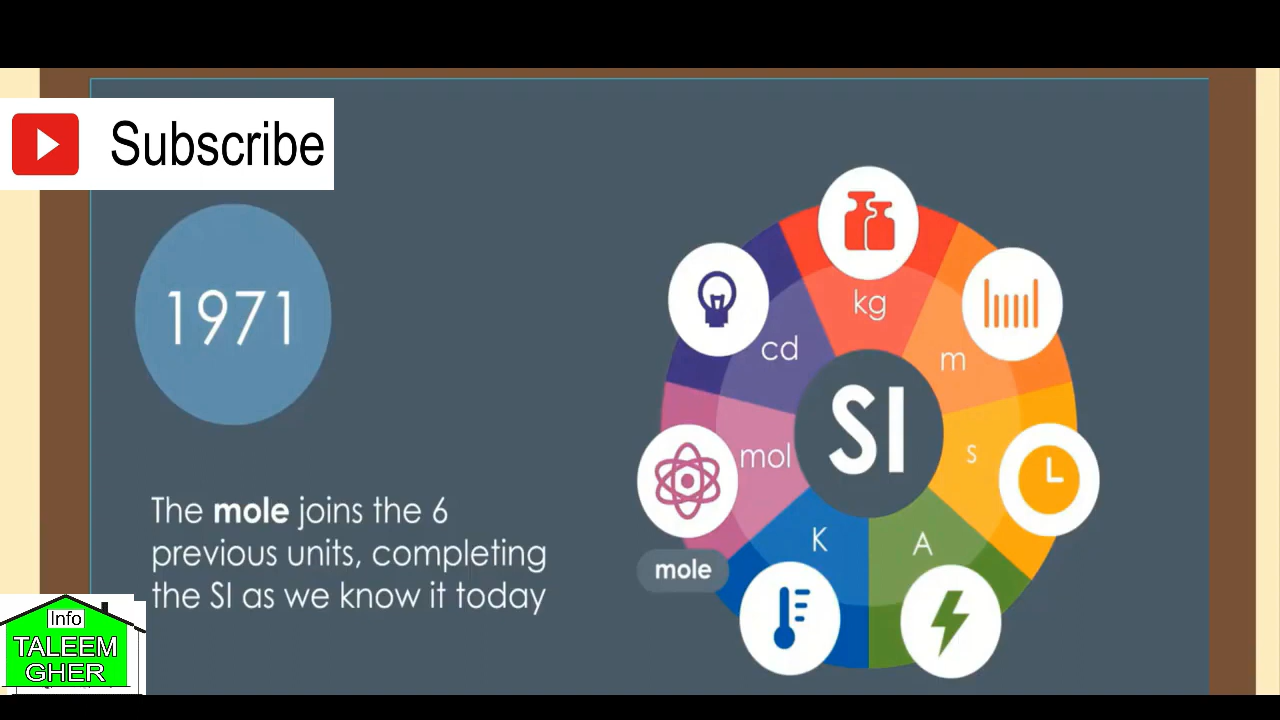 Subscribe
1971
The mole joins the 6
previous units, completing
the SI as we know it today
kg
m
s
A
K
mol
cd
SI
mole
Info
TALEEM
GHER